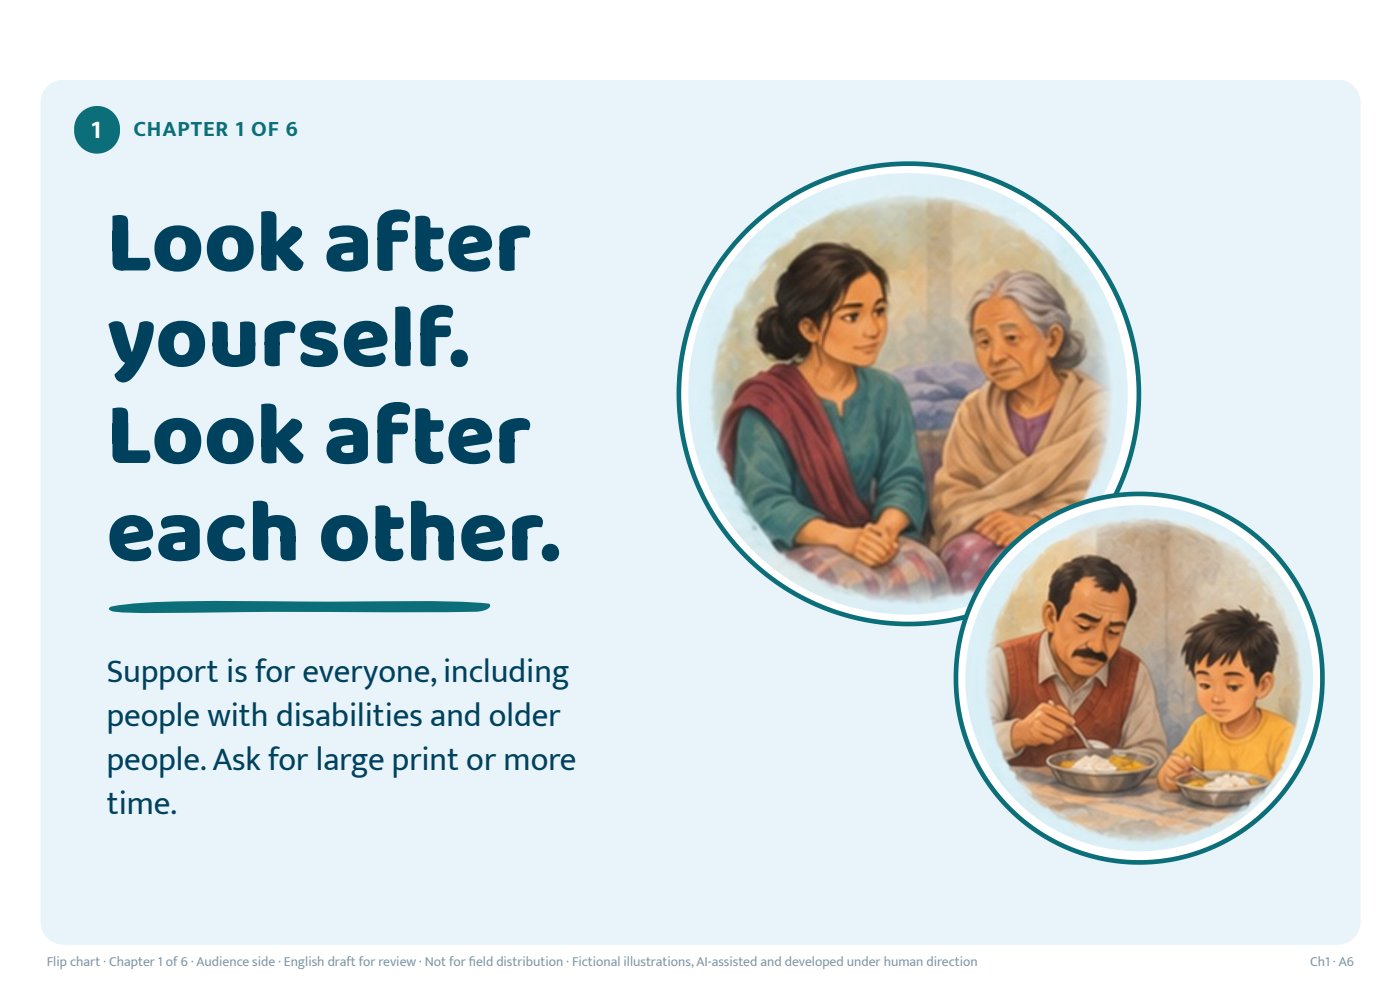 1 CHAPTER 1 OF 6
Look after
yourself.
Look after
each other.
Support is for everyone, including
people with disabilities and older
people. Ask for large print or more
time.
Flip chart · Chapter 1 of 6 · Audience side · English draft for review · Not for field distribution · Fictional illustrations, AI-assisted and developed under human direction
Ch1 · A6